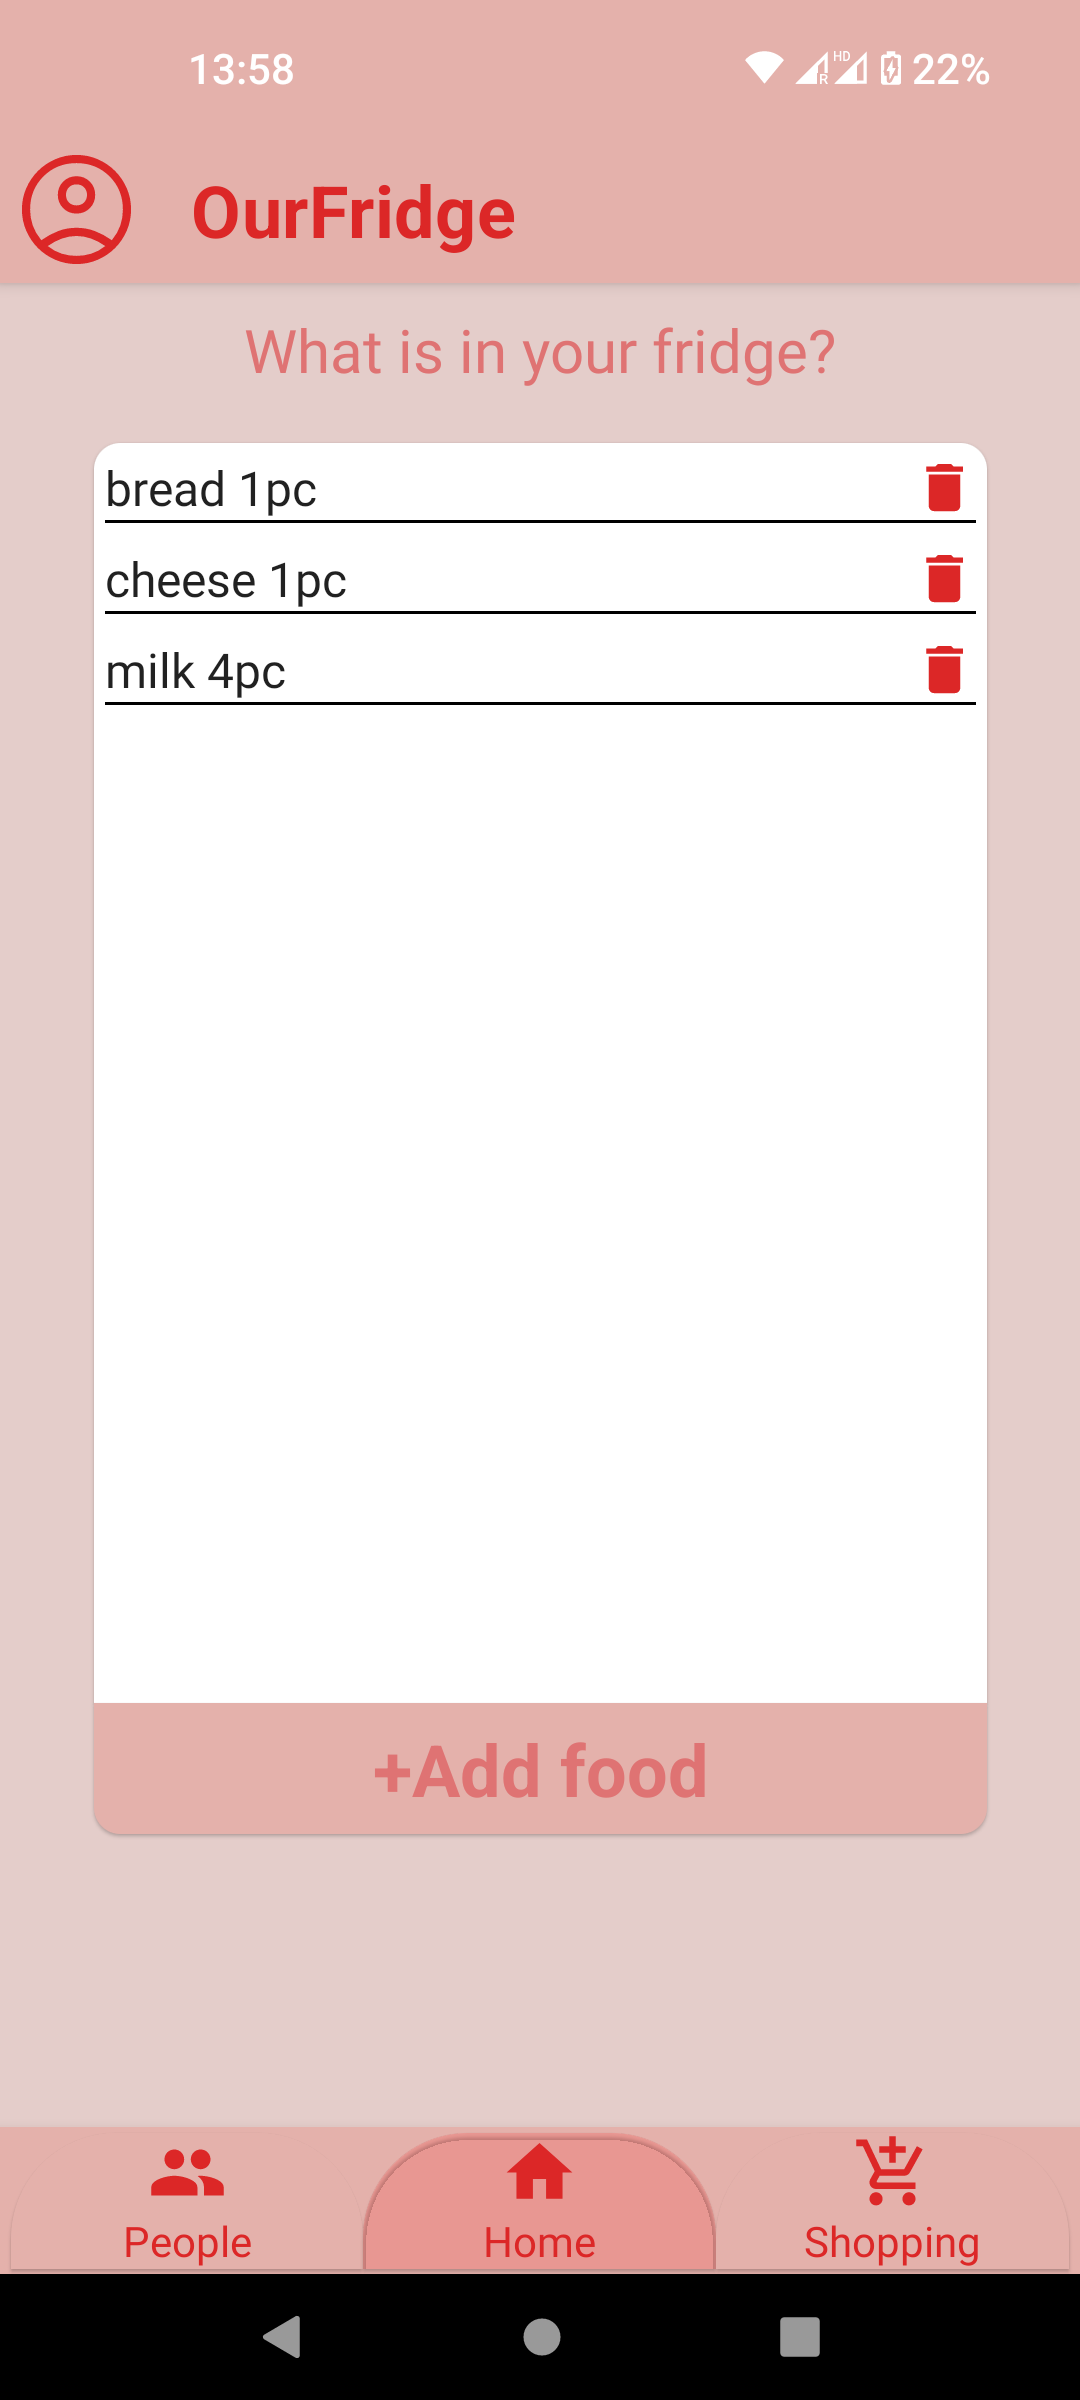 13:58
R HD 22%
OurFridge
What is in your fridge?
bread 1pc
cheese 1pc
milk 4pc
+Add food
People Home Shopping